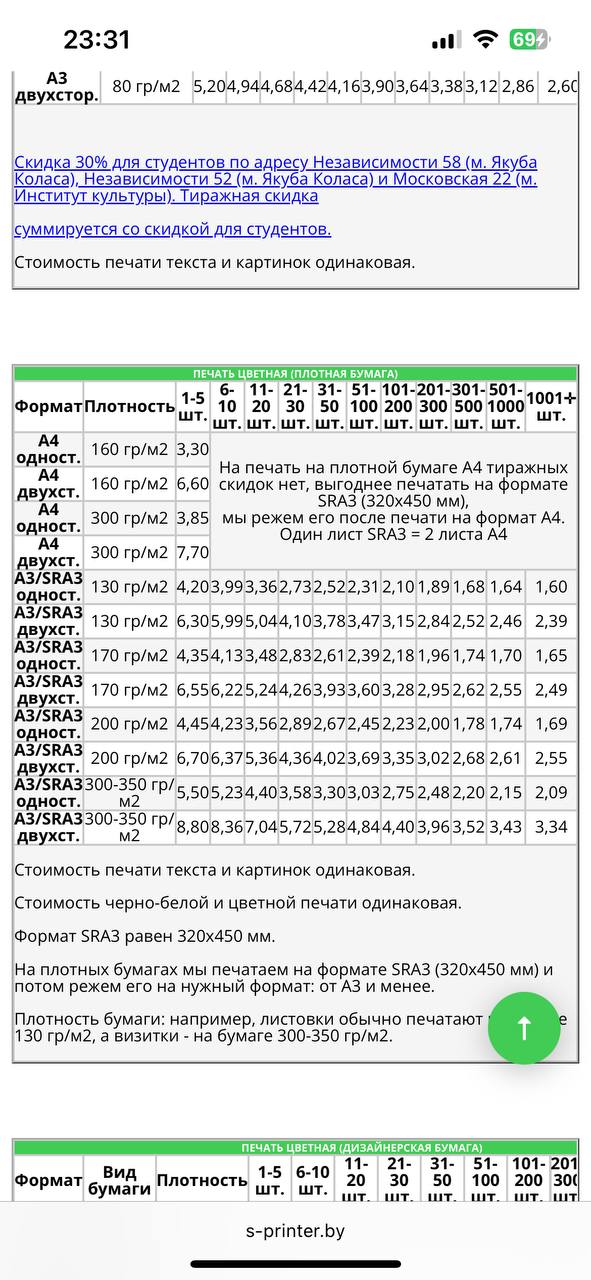 23:31
69
А3 двухстор. 80 гр/м2 5,20 4,94 4,68 4,42 4,16 3,90 3,64 3,38 3,12 2,86 2,60
Скидка 30% для студентов по адресу Независимости 58 (м. Якуба
Коласа), Независимости 52 (м. Якуба Коласа) и Московская 22 (м.
Институт культуры). Тиражная скидка
суммируется со скидкой для студентов.
Стоимость печати текста и картинок одинаковая.
ПЕЧАТЬ ЦВЕТНАЯ (ПЛОТНАЯ БУМАГА)
Формат Плотность 1-5 шт. 6-10 шт. 11-20 шт. 21-30 шт. 31-50 шт. 51-100 шт. 101-200 шт. 201-300 шт. 301-500 шт. 501-1000 шт. 1001+ шт.
А4 одност. 160 гр/м2 3,30
А4 двухст. 160 гр/м2 6,60
А4 одност. 300 гр/м2 3,85
А4 двухст. 300 гр/м2 7,70
На печать на плотной бумаге А4 тиражных
скидок нет, выгоднее печатать на формате
SRA3 (320х450 мм),
мы режем его после печати на формат А4.
Один лист SRA3 = 2 листа А4
А3/SRA3 одност. 130 гр/м2 4,20 3,99 3,36 2,73 2,52 2,31 2,10 1,89 1,68 1,64 1,60
А3/SRA3 двухст. 130 гр/м2 6,30 5,99 5,04 4,10 3,78 3,47 3,15 2,84 2,52 2,46 2,39
А3/SRA3 одност. 170 гр/м2 4,35 4,13 3,48 2,83 2,61 2,39 2,18 1,96 1,74 1,70 1,65
А3/SRA3 двухст. 170 гр/м2 6,55 6,22 5,24 4,26 3,93 3,60 3,28 2,95 2,62 2,55 2,49
А3/SRA3 одност. 200 гр/м2 4,45 4,23 3,56 2,89 2,67 2,45 2,23 2,00 1,78 1,74 1,69
А3/SRA3 двухст. 200 гр/м2 6,70 6,37 5,36 4,36 4,02 3,69 3,35 3,02 2,68 2,61 2,55
А3/SRA3 одност. 300-350 гр/м2 5,50 5,23 4,40 3,58 3,30 3,03 2,75 2,48 2,20 2,15 2,09
А3/SRA3 двухст. 300-350 гр/м2 8,80 8,36 7,04 5,72 5,28 4,84 4,40 3,96 3,52 3,43 3,34
Стоимость печати текста и картинок одинаковая.
Стоимость черно-белой и цветной печати одинаковая.
Формат SRA3 равен 320х450 мм.
На плотных бумагах мы печатаем на формате SRA3 (320х450 мм) и
потом режем его на нужный формат: от А3 и менее.
Плотность бумаги: например, листовки обычно печатают
130 гр/м2, а визитки - на бумаге 300-350 гр/м2.
ПЕЧАТЬ ЦВЕТНАЯ (ДИЗАЙНЕРСКАЯ БУМАГА)
Формат Вид бумаги Плотность 1-5 шт. 6-10 шт. 11-20 шт. 21-30 шт. 31-50 шт. 51-100 шт. 101-200 шт.
s-printer.by